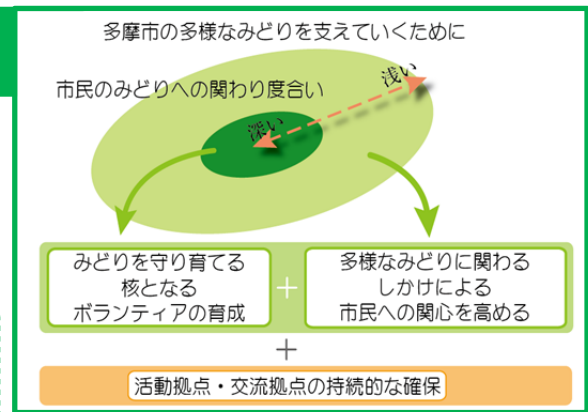 多摩市の多様なみどりを支えていくために
市民のみどりへの関わり度合い
浅い
深い
みどりを守り育てる
核となる
ボランティアの育成
+
多様なみどりに関わる
しかけによる
市民への関心を高める
+
活動拠点・交流拠点の持続的な確保